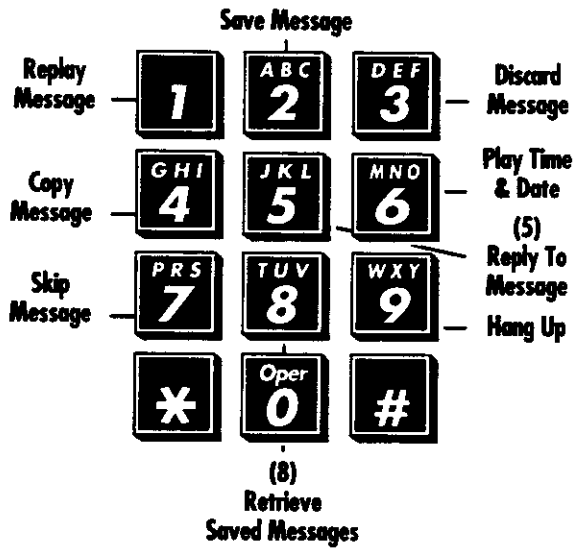 Save Message
Replay
Message
1
ABC
2
DEF
3
Discard
Message
Copy
Message
GHI
4
JKL
5
MNO
6
Play Time
& Date
(5)
Reply To
Message
Skip
Message
PRS
7
TUV
8
WXY
9
Hang Up
*
Oper
0
#
(8)
Retrieve
Saved Messages